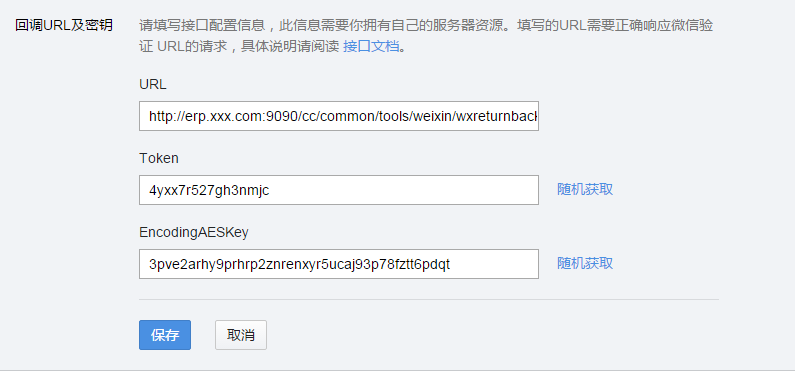 回调URL及密钥
请填写接口配置信息，此信息需要你拥有自己的服务器资源。填写的URL需要正确响应微信验
证 URL的请求，具体说明请阅读 接口文档。
URL
http://erp.xxx.com:9090/cc/common/tools/weixin/wxreturnback
Token
4yxx7r527gh3nmjc 随机获取
EncodingAESKey
3pve2arhy9prhrp2znrenxyr5ucaj93p78fztt6pdqt 随机获取
保存 取消